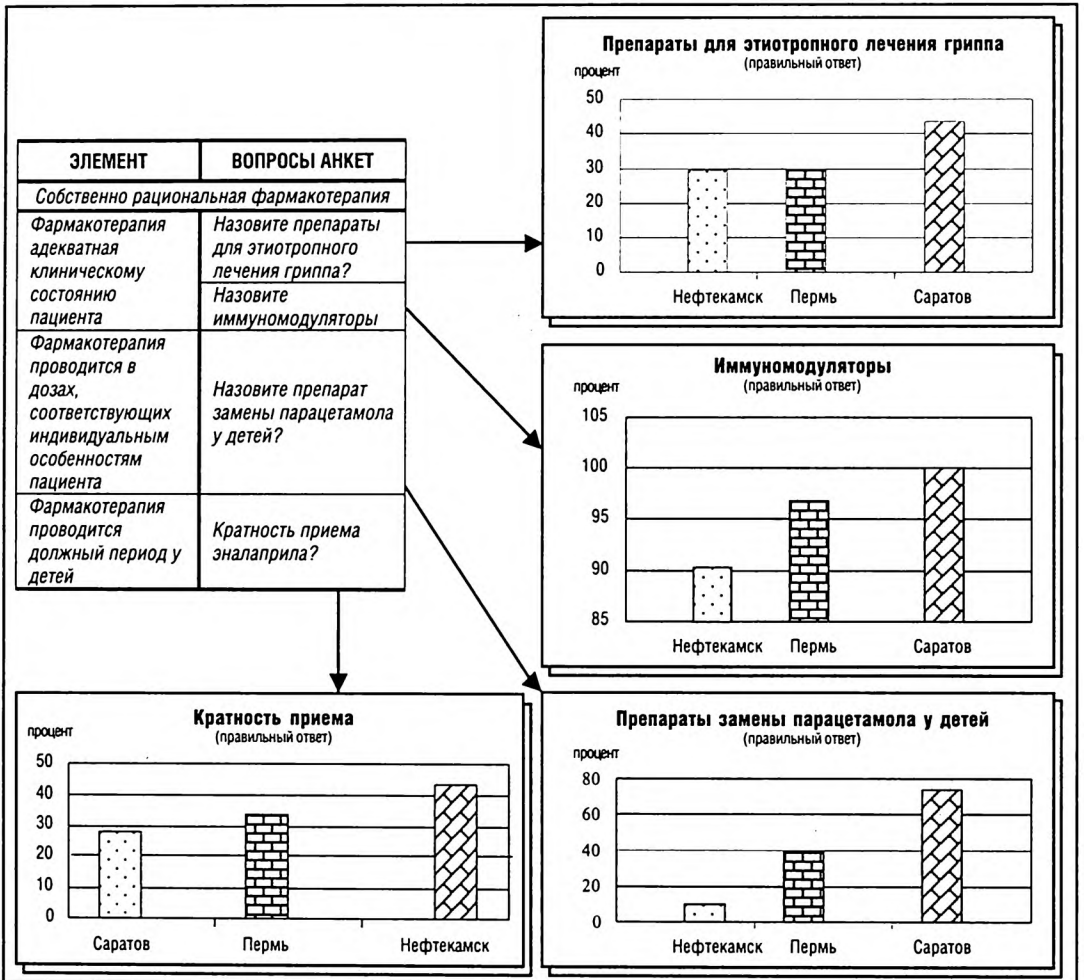 ЭЛЕМЕНТ
ВОПРОСЫ АНКЕТ
Собственно рациональная фармакотерапия
Фармакотерапия
адекватная
клиническому
состоянию
пациента
Назовите препараты
для этиотропного
лечения гриппа?
Назовите
иммуномодуляторы
Фармакотерапия
проводится в
дозах,
соответствующих
индивидуальным
особенностям
пациента
Назовите препарат
замены парацетамола
у детей?
Фармакотерапия
проводится
должный период у
детей
Кратность приема
эналаприла?
Препараты для этиотропного лечения гриппа
(правильный ответ)
процент
50
40
30
20
10
0
Нефтекамск Пермь Саратов
Иммуномодуляторы
(правильный ответ)
процент
105
100
95
90
85
Нефтекамск Пермь Саратов
Кратность приема
(правильный ответ)
процент
50
40
30
20
10
0
Саратов Пермь Нефтекамск
Препараты замены парацетамола у детей
(правильный ответ)
процент
80
60
40
20
0
Нефтекамск Пермь Саратов